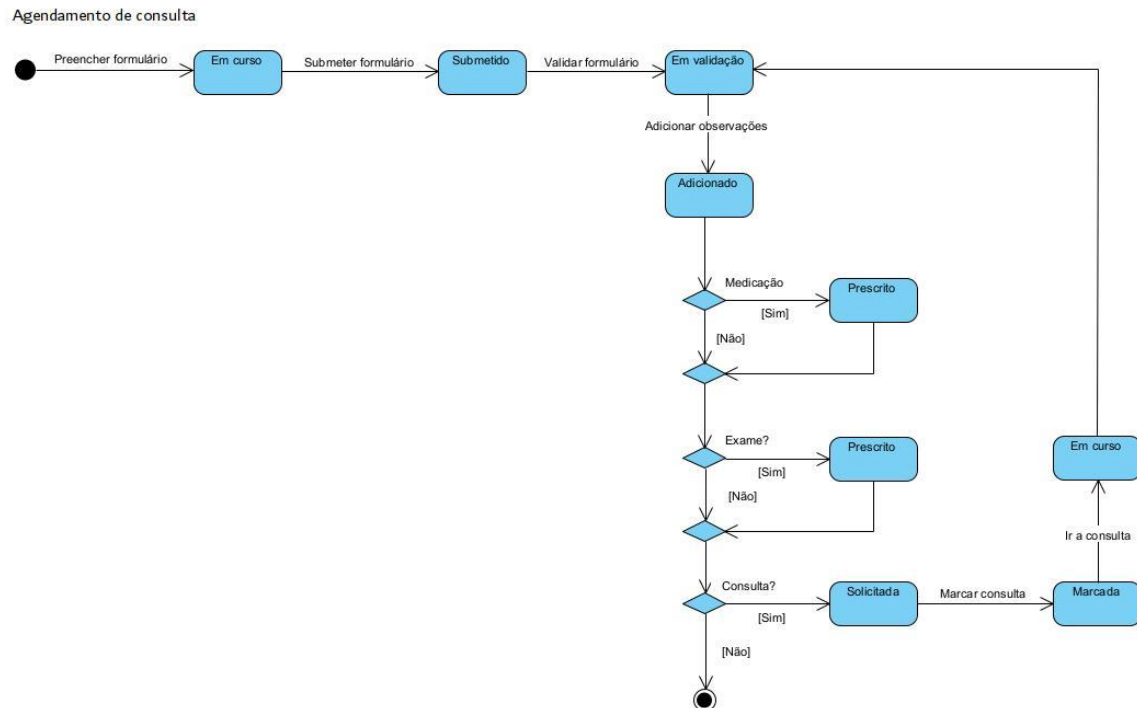 Agendamento de consulta
Preencher formulário
Em curso
Submeter formulário
Submetido
Validar formulário
Em validação
Adicionar observações
Adicionado
Medicação
[Sim]
Prescrito
[Não]
Exame?
[Sim]
Prescrito
[Não]
Em curso
Ir a consulta
Consulta?
[Sim]
Solicitada
Marcar consulta
Marcada
[Não]